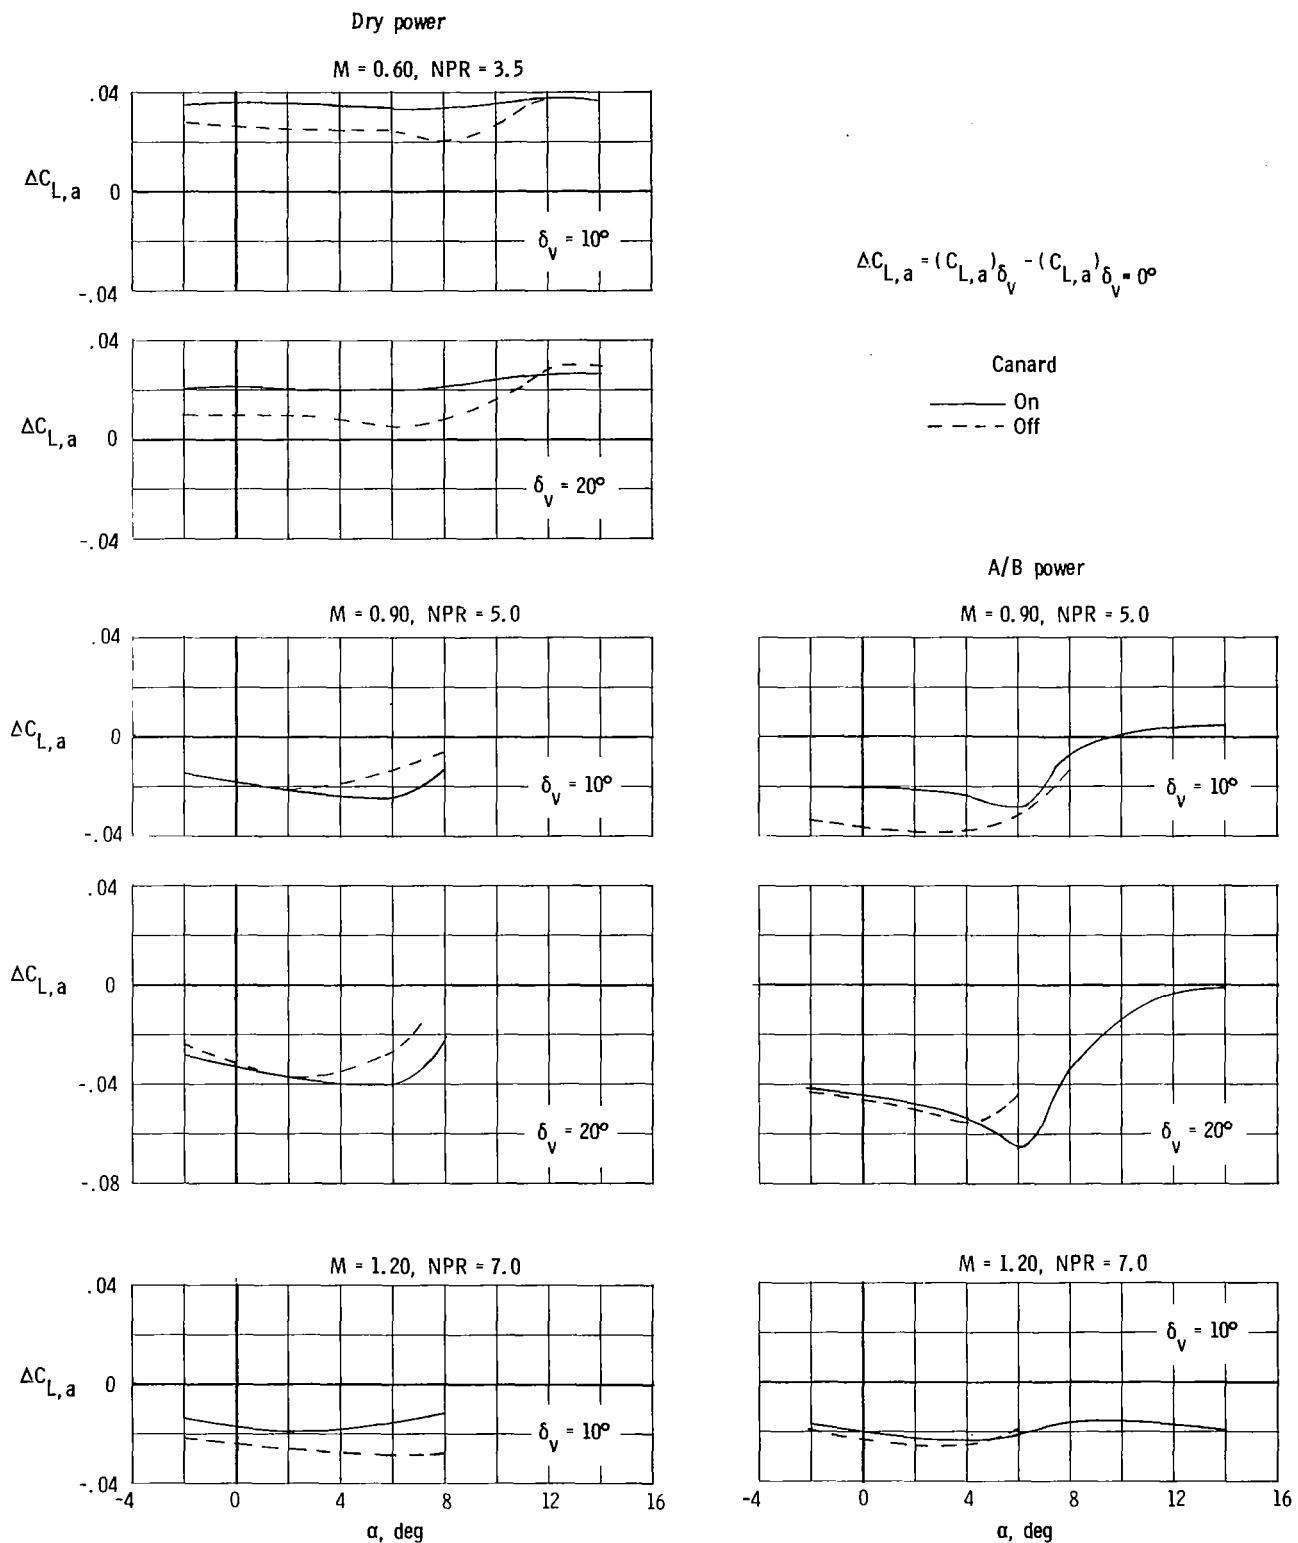 Dry power
M = 0.60, NPR = 3.5
.04
ΔC_L,a 0
δ_v = 10°
-.04
.04
ΔC_L,a 0
δ_v = 20°
-.04
ΔC_L,a = (C_L,a)δ_v - (C_L,a)δ_v = 0°
Canard
On
Off
M = 0.90, NPR = 5.0
.04
ΔC_L,a 0
δ_v = 10°
-.04
.04
ΔC_L,a 0
-.04
δ_v = 20°
-.08
M = 1.20, NPR = 7.0
.04
ΔC_L,a 0
δ_v = 10°
-.04
-4 0 4 8 12 16
α, deg
A/B power
M = 0.90, NPR = 5.0
δ_v = 10°
δ_v = 20°
M = 1.20, NPR = 7.0
δ_v = 10°
-4 0 4 8 12 16
α, deg